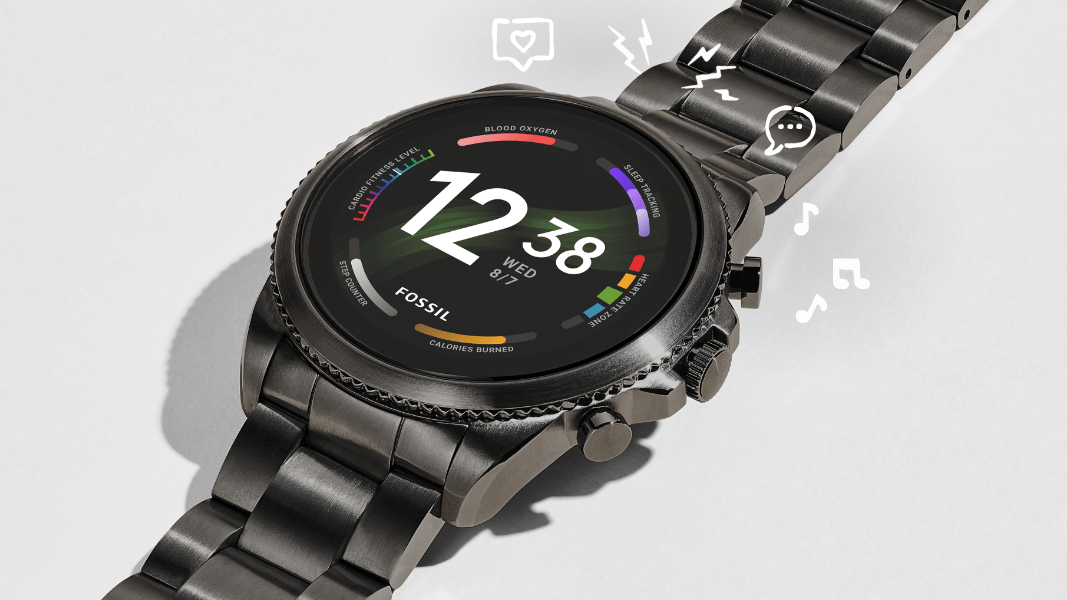 BLOOD OXYGEN
CARDIO FITNESS LEVEL
SLEEP TRACKING
12 38
WED
8/7
HEART RATE ZONE
STEP COUNTER
FOSSIL
CALORIES BURNED